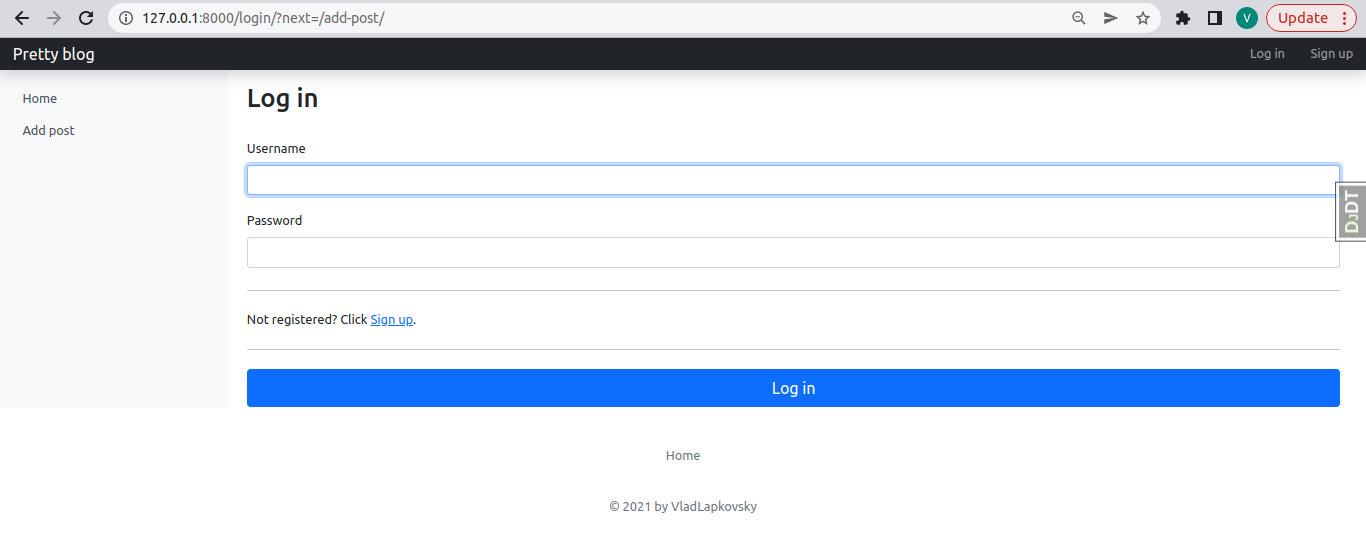 127.0.0.1:8000/login/?next=/add-post/
V
Update
Pretty blog
Log in
Sign up
Home
Add post
Log in
Username
Password
DJDT
Not registered? Click Sign up.
Log in
Home
© 2021 by VladLapkovsky